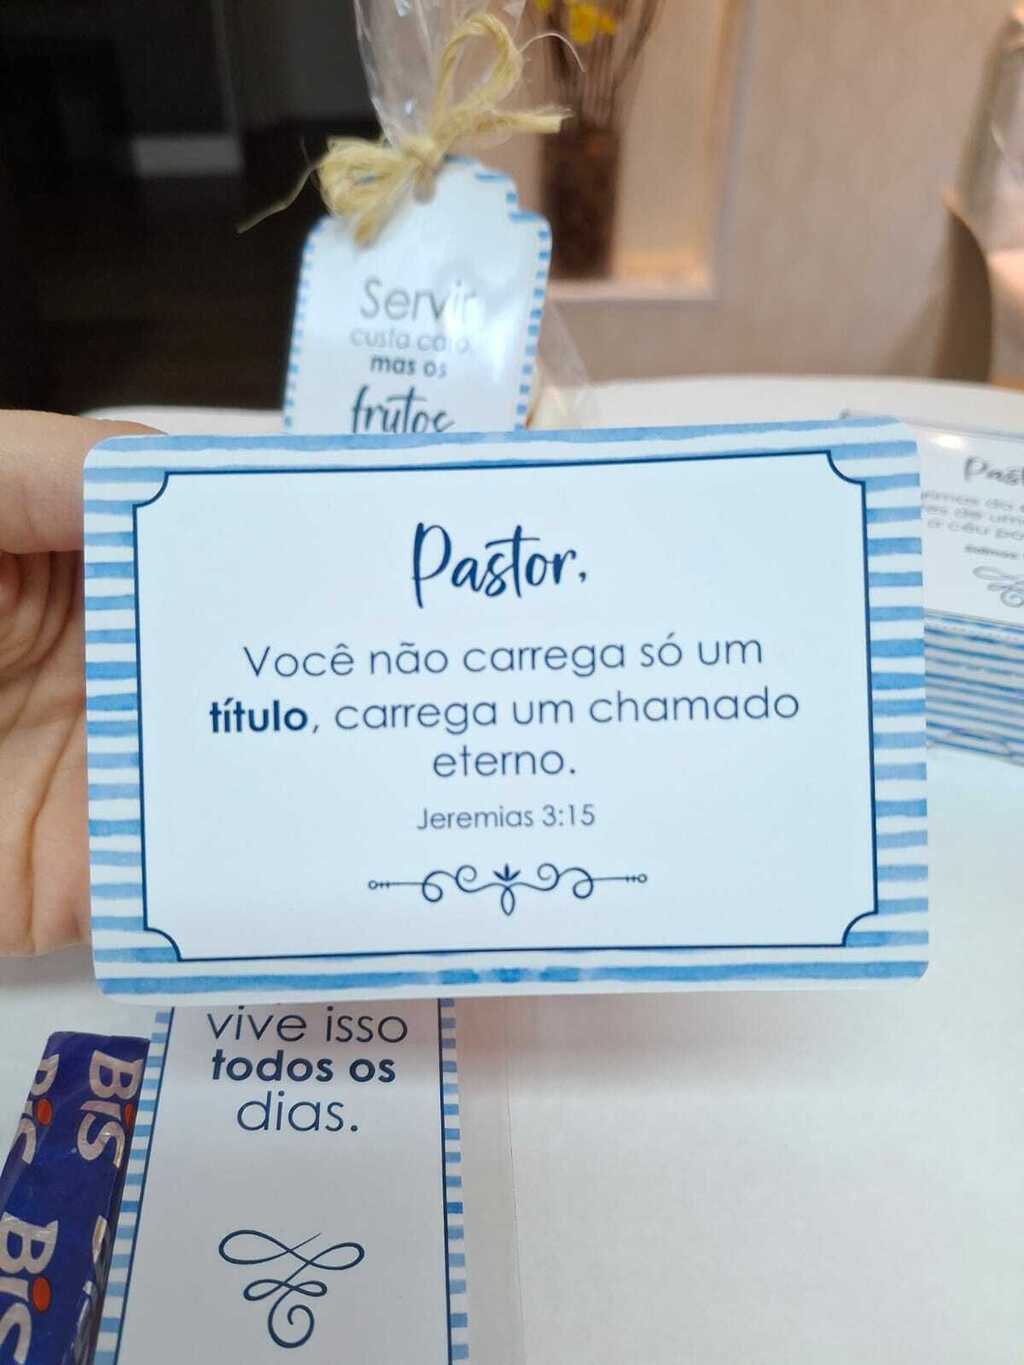 Servir
custa caro
mas os
frutos
Pastor,
Você não carrega só um
título, carrega um chamado
eterno.
Jeremias 3:15
vive isso
todos os
dias.
Bis
Bis